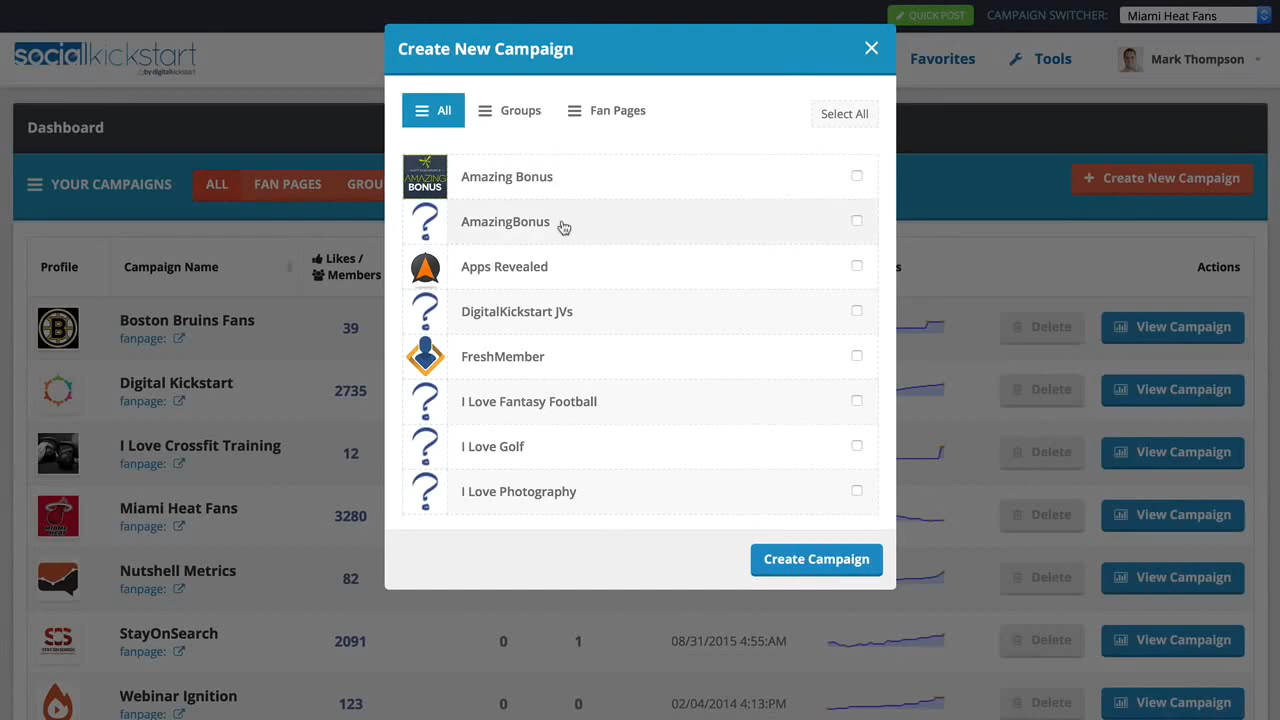 QUICK POST
CAMPAIGN SWITCHER:
Miami Heat Fans
socialkickstart
by digitalkickstart
Favorites
Tools
Mark Thompson
Create New Campaign
All
Groups
Fan Pages
Select All
Dashboard
YOUR CAMPAIGNS
ALL
FAN PAGES
GROU
Create New Campaign
Profile
Campaign Name
Likes /
Members
Actions
AMAZING
BONUS
Amazing Bonus
AmazingBonus
Apps Revealed
DigitalKickstart JVs
FreshMember
I Love Fantasy Football
I Love Golf
I Love Photography
Create Campaign
Boston Bruins Fans
fanpage:
39
Delete
View Campaign
Digital Kickstart
fanpage:
2735
Delete
View Campaign
I Love Crossfit Training
fanpage:
12
Delete
View Campaign
Miami Heat Fans
fanpage:
3280
Delete
View Campaign
Nutshell Metrics
fanpage:
82
Delete
View Campaign
StayOnSearch
fanpage:
2091
0
1
08/31/2015 4:55:AM
Delete
View Campaign
Webinar Ignition
fanpage:
123
0
0
02/04/2014 4:13:PM
Delete
View Campaign